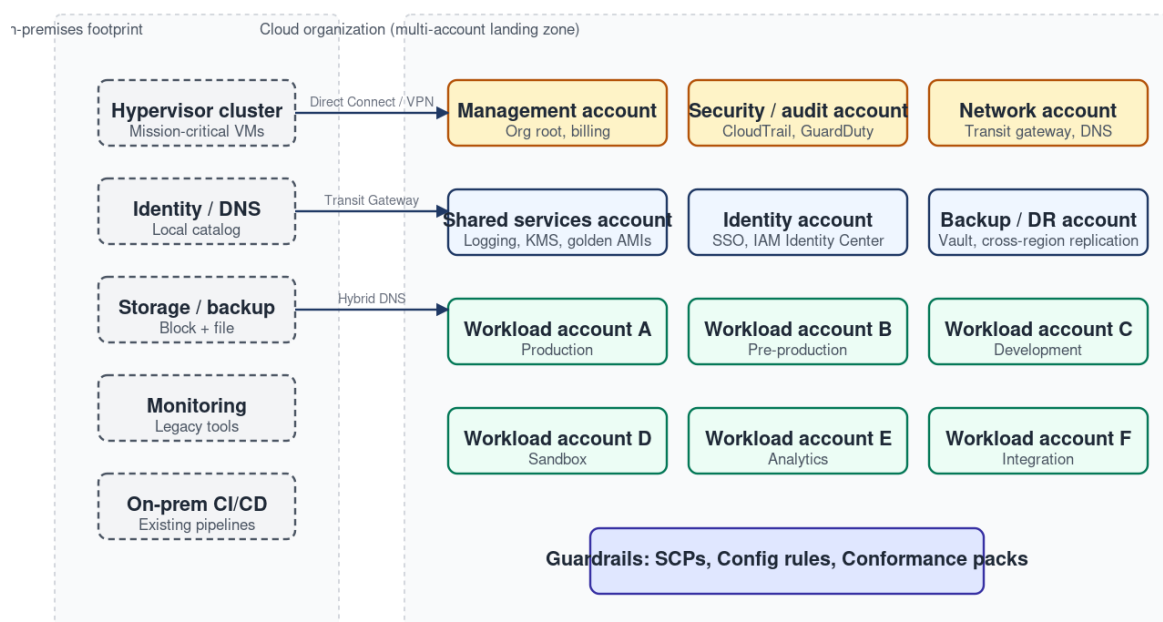 -premises footprint
Cloud organization (multi-account landing zone)
Hypervisor cluster
Mission-critical VMs
Direct Connect / VPN
Management account
Org root, billing
Security / audit account
CloudTrail, GuardDuty
Network account
Transit gateway, DNS
Identity / DNS
Local catalog
Transit Gateway
Shared services account
Logging, KMS, golden AMIs
Identity account
SSO, IAM Identity Center
Backup / DR account
Vault, cross-region replication
Storage / backup
Block + file
Hybrid DNS
Workload account A
Production
Workload account B
Pre-production
Workload account C
Development
Monitoring
Legacy tools
Workload account D
Sandbox
Workload account E
Analytics
Workload account F
Integration
On-prem CI/CD
Existing pipelines
Guardrails: SCPs, Config rules, Conformance packs